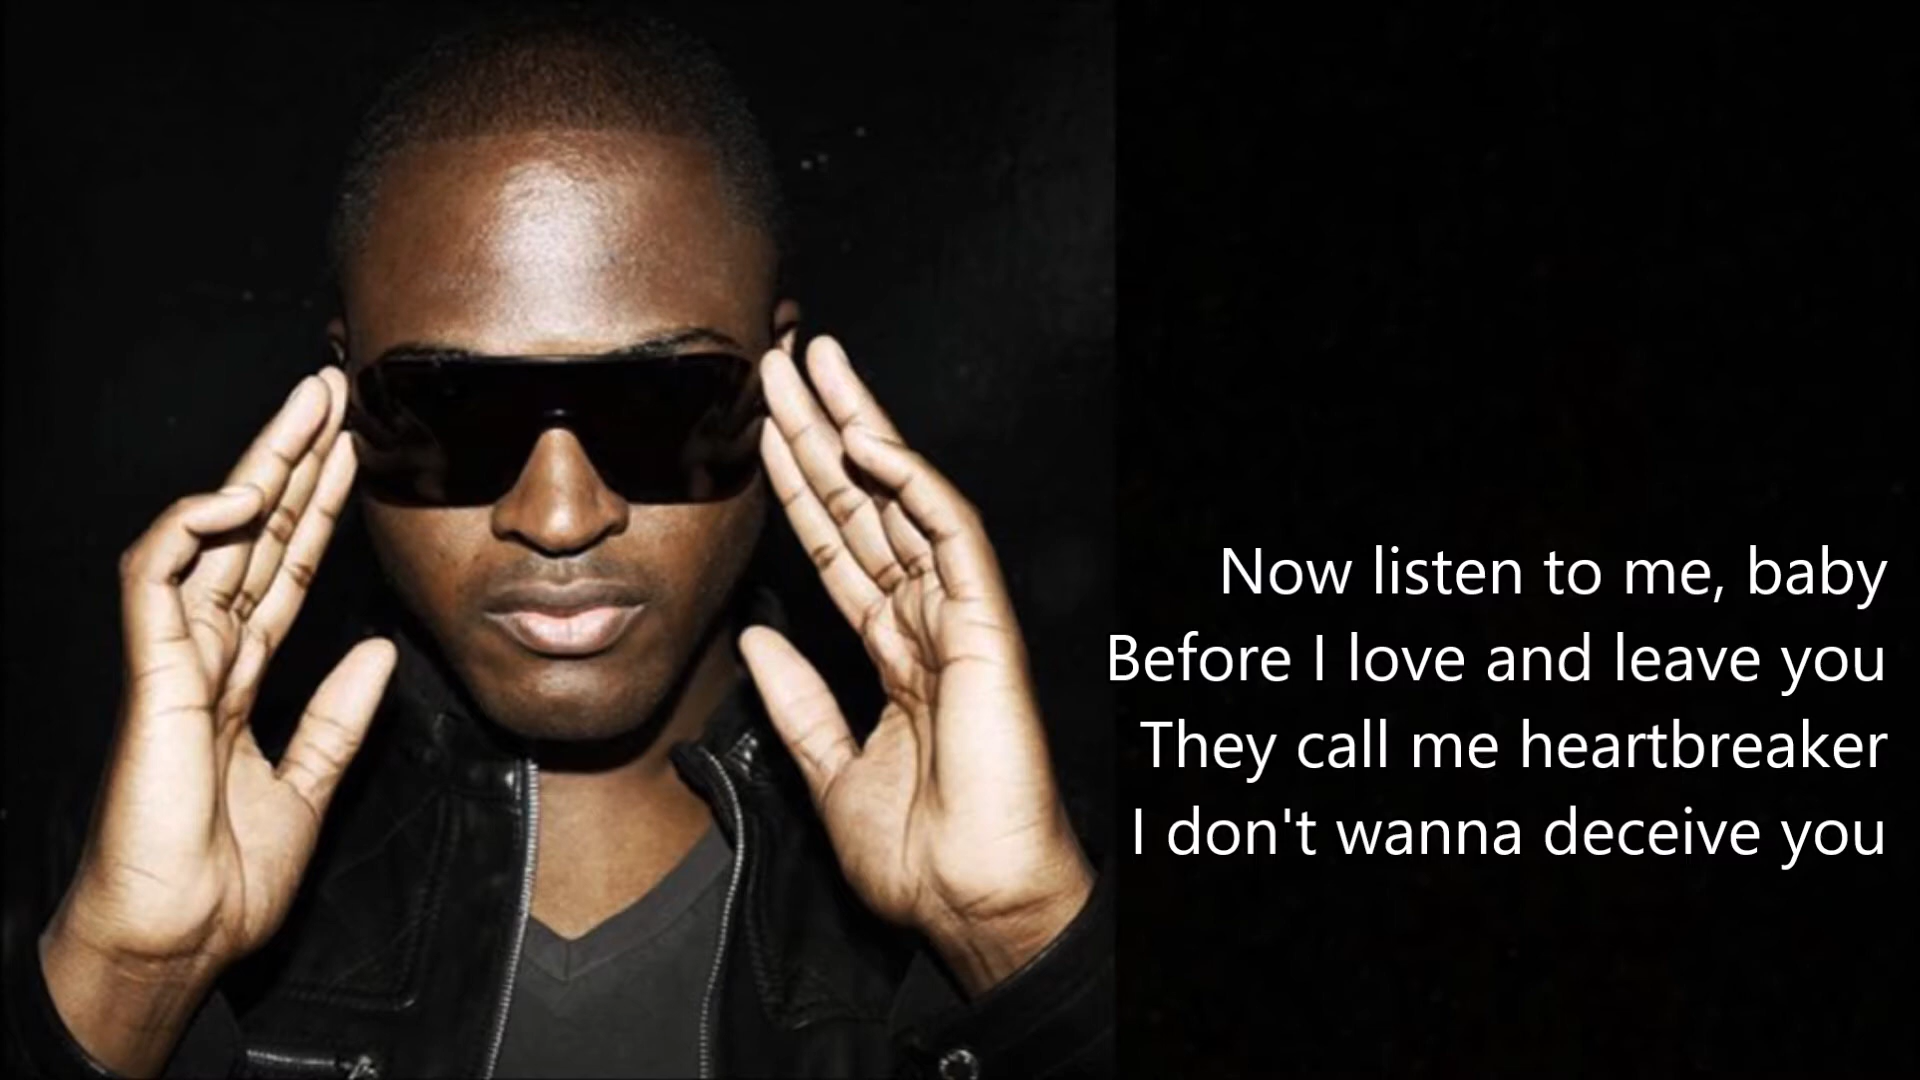 Now listen to me, baby
Before I love and leave you
They call me heartbreaker
I don't wanna deceive you